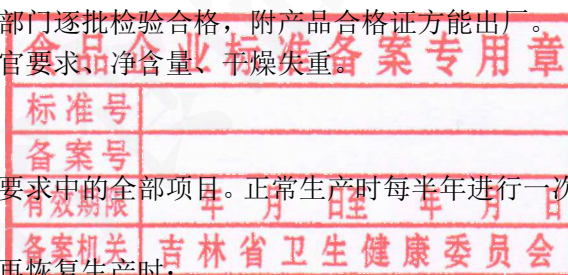 部门逐批检验合格，附产品合格证方能出厂。
食品企业标准备案专用章
官要求、净含量、干燥失重。
标准号
备案号
要求中的全部项目。正常生产时每半年进行一次
有效期限 年 月 日至 年 月 日
备案机关 吉林省卫生健康委员会
再恢复生产时；